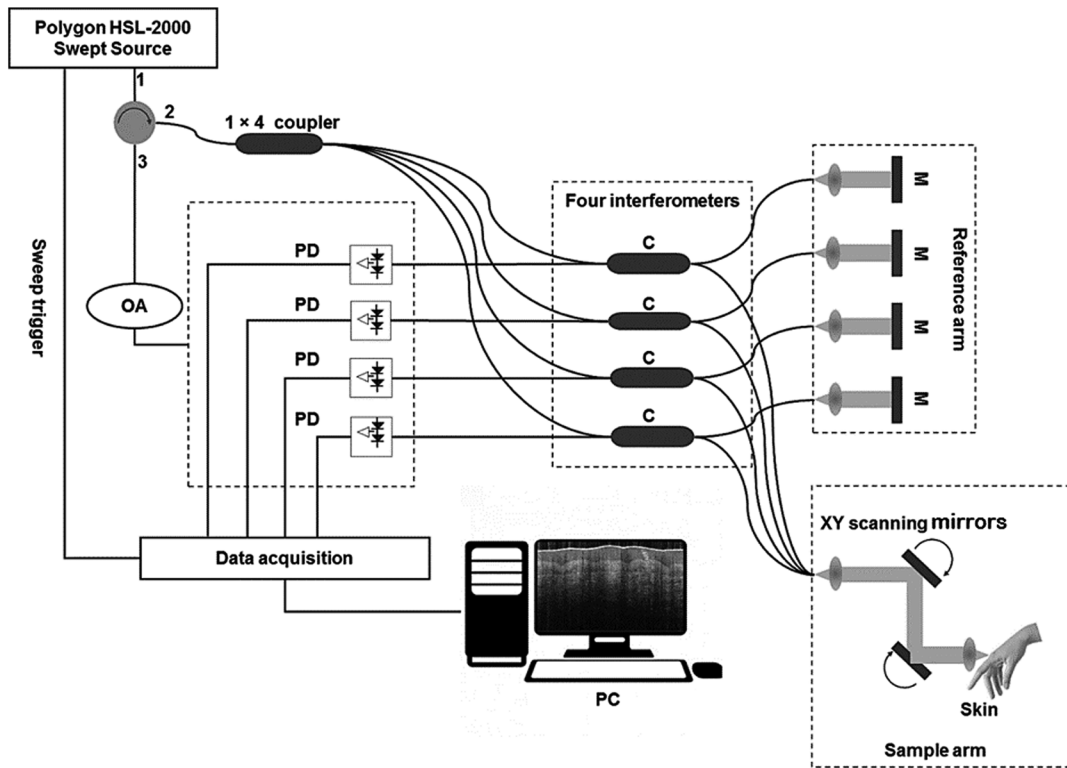 Polygon HSL-2000
Swept Source
1
2
3
1 × 4 coupler
Sweep trigger
OA
PD
PD
PD
PD
Four interferometers
C
C
C
C
M
M
M
M
Reference arm
Data acquisition
PC
XY scanning mirrors
Skin
Sample arm